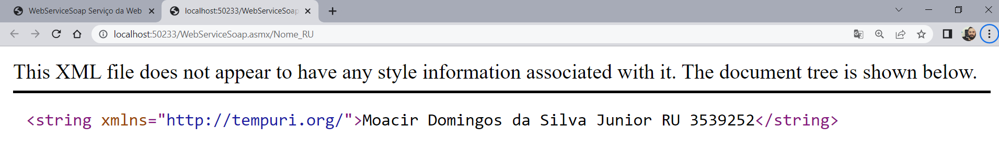 WebServiceSoap Serviço da Web
localhost:50233/WebServiceSoap
localhost:50233/WebServiceSoap.asmx/Nome_RU
This XML file does not appear to have any style information associated with it. The document tree is shown below.
<string xmlns="http://tempuri.org/">Moacir Domingos da Silva Junior RU 3539252</string>